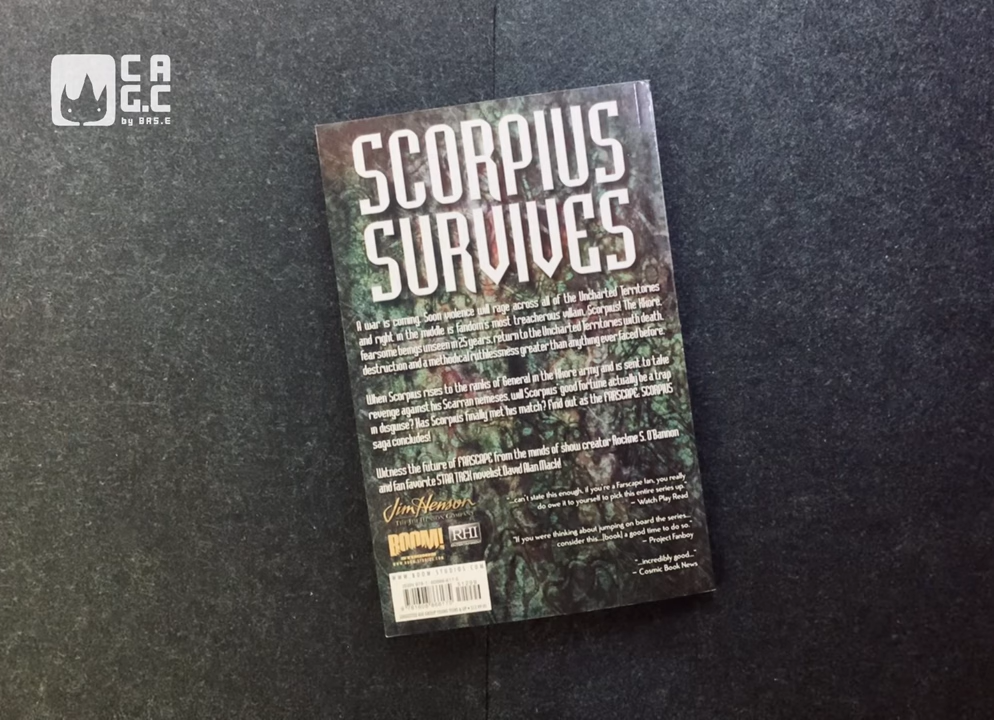 CA
G.C
by BAS.E
SCORPIUS
SURVIVES
A war is coming. Soon violence will rage across all of the Uncharted Territories
and right in the middle is fandom's most treacherous villain, Scorpius! The Kkore,
fearsome beings unseen in 25 years, return to the Uncharted Territories with death,
destruction and a methodical ruthlessness greater than anything ever faced before.
When Scorpius rises to the ranks of General in the Kkore army and is sent to take
revenge against his Scarran nemeses, will Scorpius' good fortune actually be a trap
in disguise? Has Scorpius finally met his match? Find out as the FARSCAPE: SCORPIUS
saga concludes!
Witness the future of FARSCAPE from the minds of show creator Rockne S. O'Bannon
and fan favorite STAR TREK novelist David Alan Mack!
"...can't state this enough, if you're a Farscape fan, you really
do owe it to yourself to pick this entire series up."
– Watch Play Read
"If you were thinking about jumping on board the series...
consider this...[book] a good time to do so."
– Project Fanboy
"...incredibly good..."
– Cosmic Book News
Jim Henson
THE JIM HENSON COMPANY
BOOM!
RHI
WWW.BOOM-STUDIOS.COM